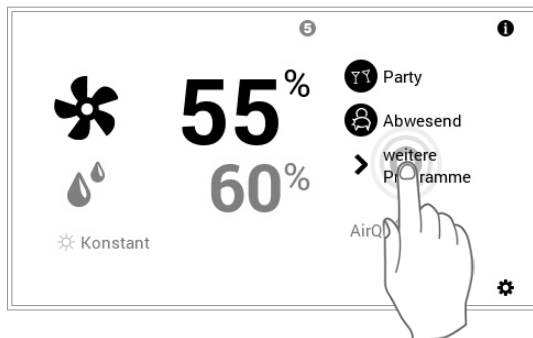 5
i
55%
Party
Abwesend
weitere
Programme
60%
AirQ
Konstant